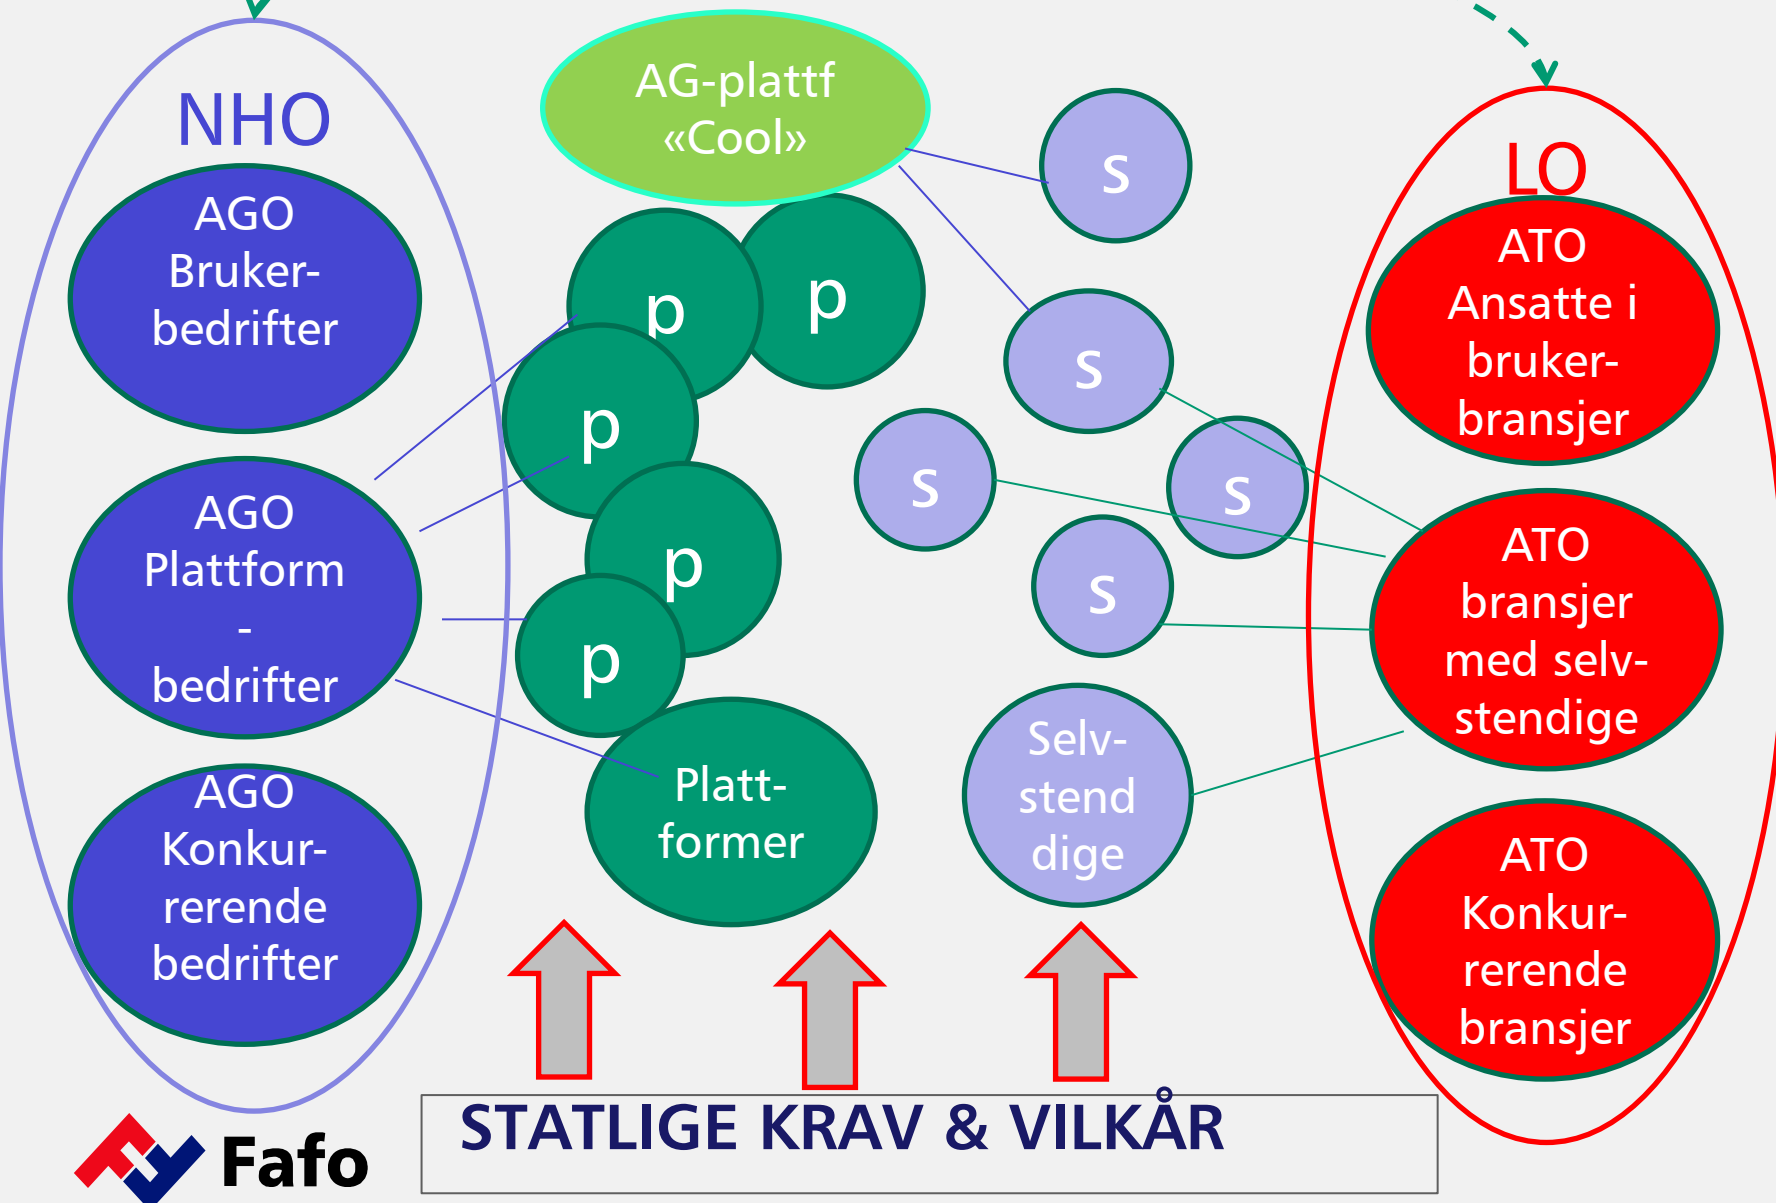 NHO
AGO
Bruker-
bedrifter
AGO
Plattform
-
bedrifter
AGO
Konkur-
rerende
bedrifter
AG-plattf
«Cool»
p
p
p
p
p
Platt-
former
s
s
s
s
s
Selv-
stend
dige
LO
ATO
Ansatte i
bruker-
bransjer
ATO
bransjer
med selv-
stendige
ATO
Konkur-
rerende
bransjer
STATLIGE KRAV & VILKÅR
Fafo